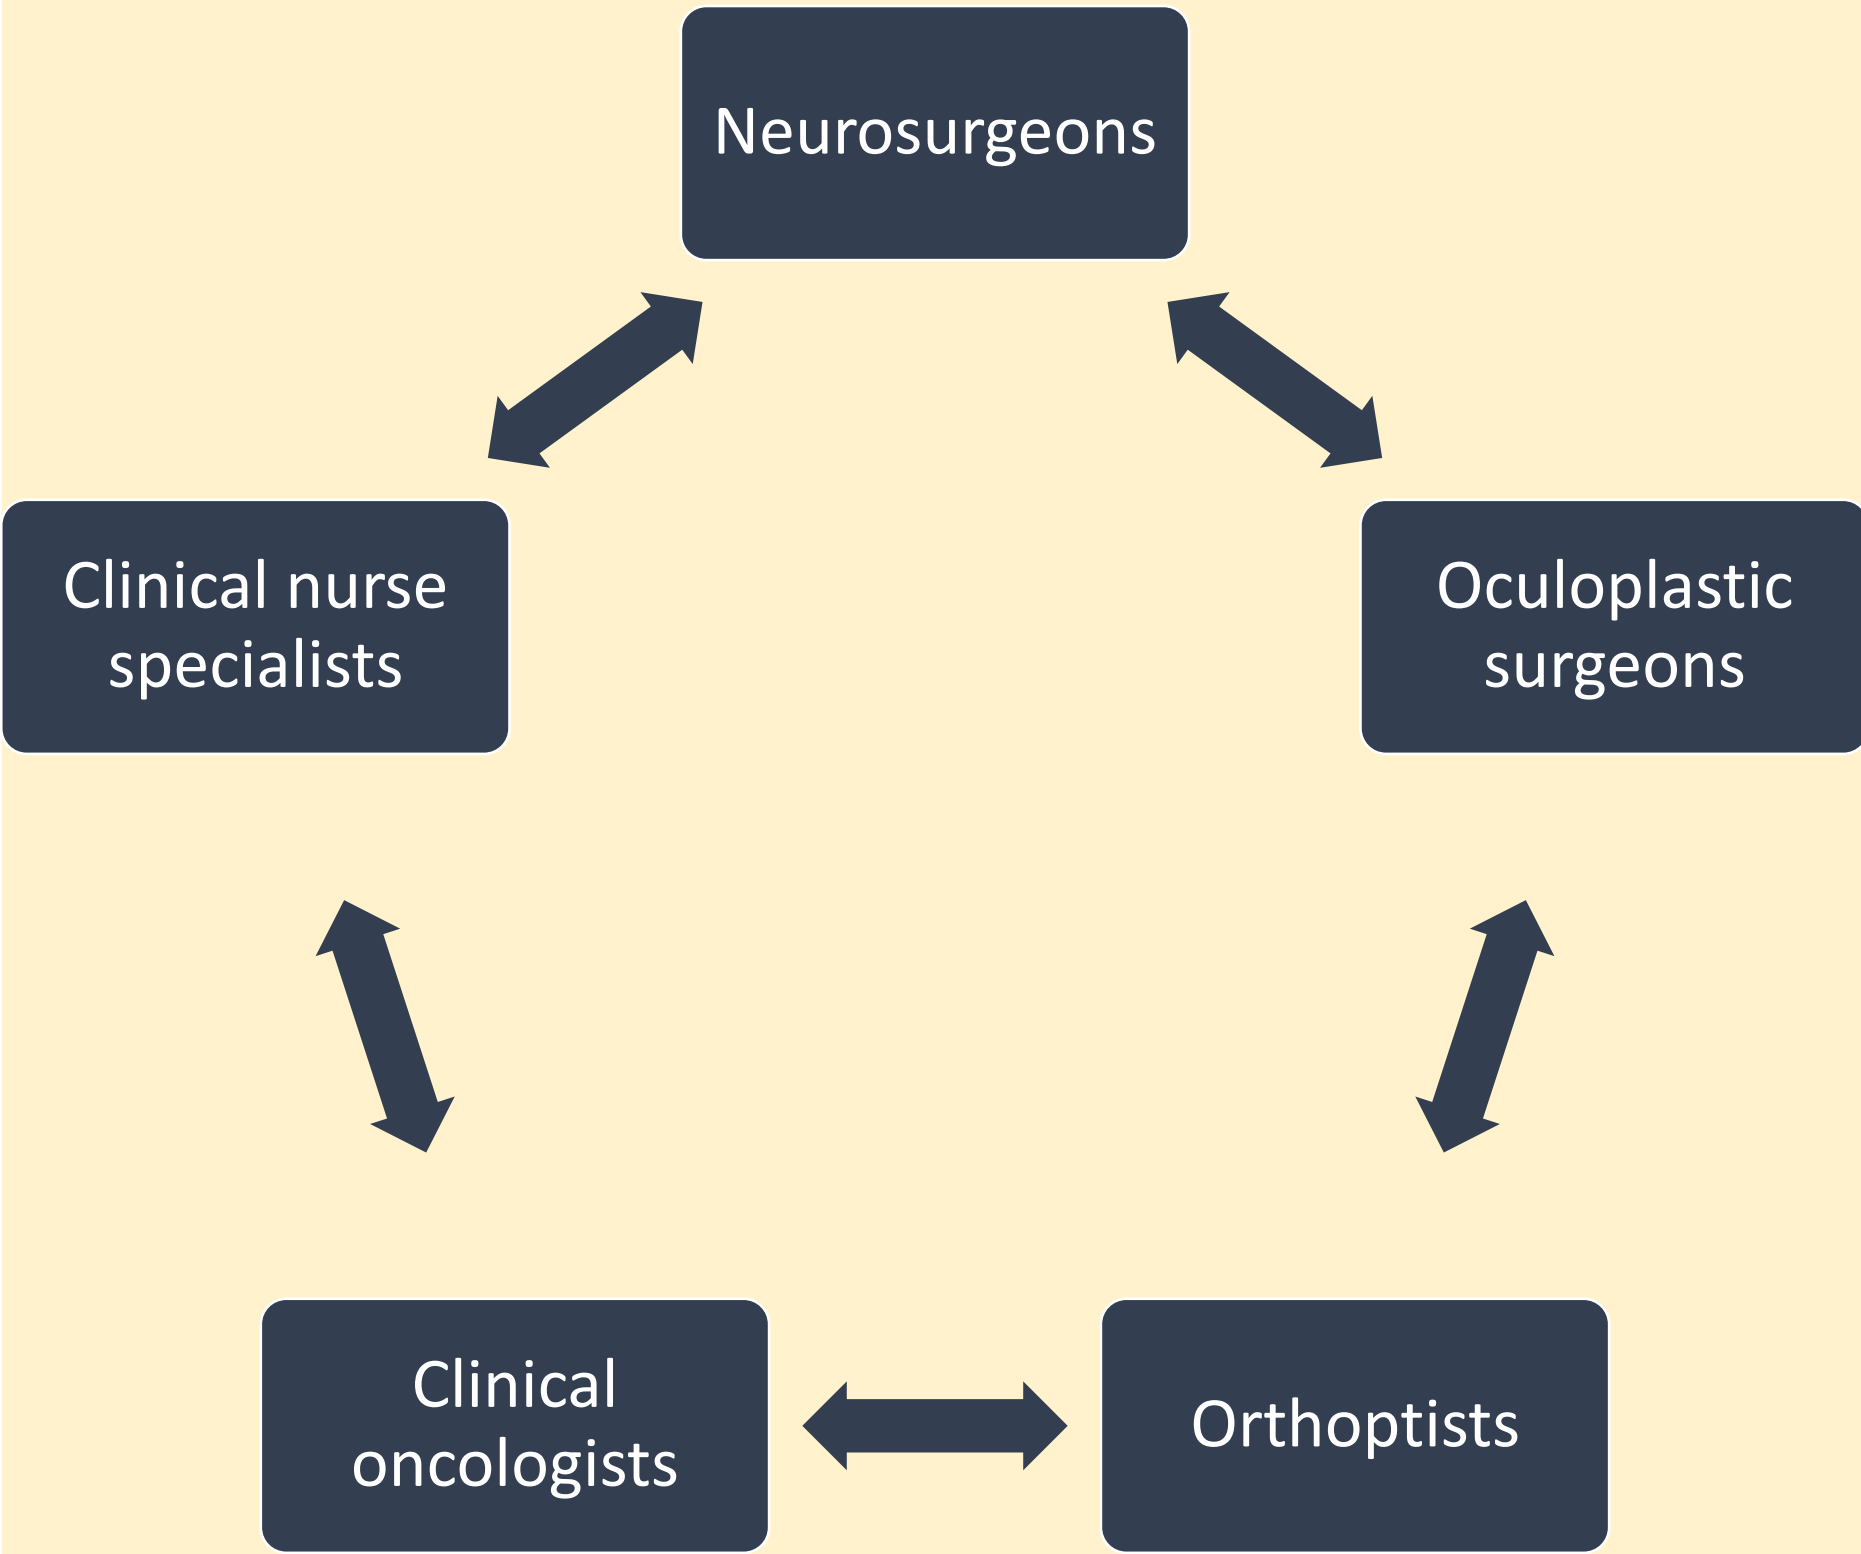 Neurosurgeons
Clinical nurse
specialists
Oculoplastic
surgeons
Clinical
oncologists
Orthoptists